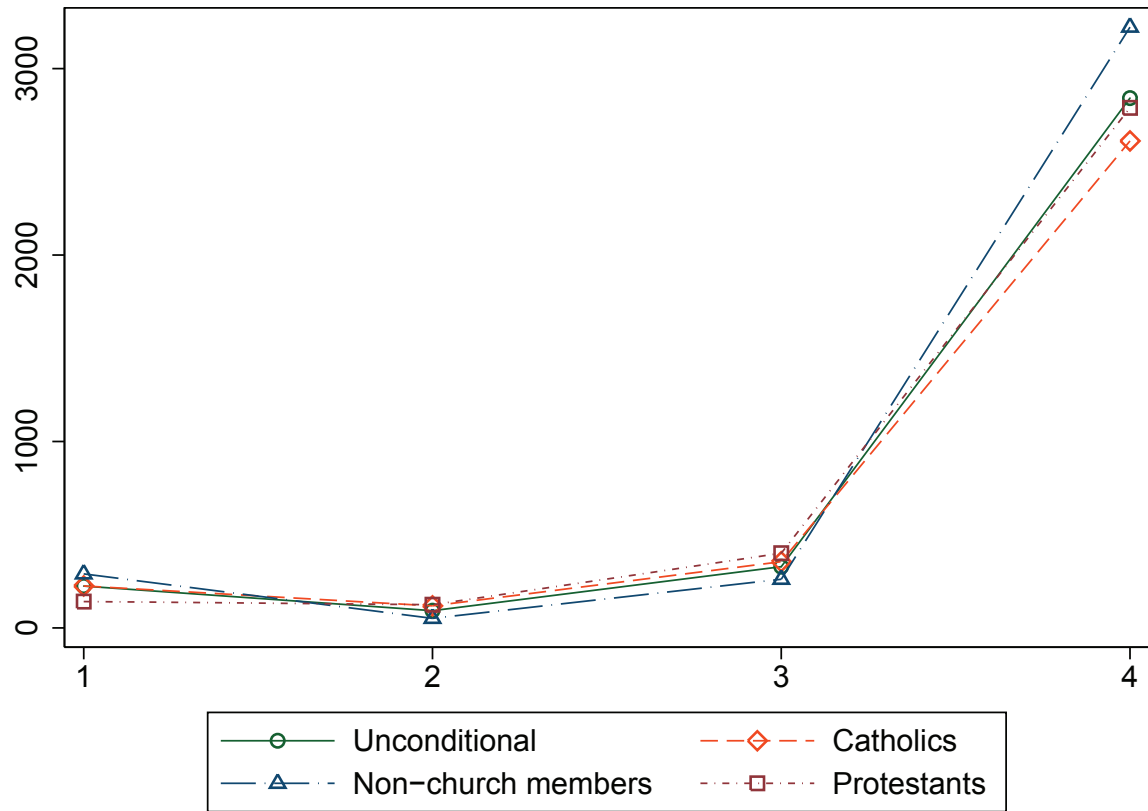 3000
2000
1000
0
1 2 3 4
Unconditional Catholics
Non−church members Protestants